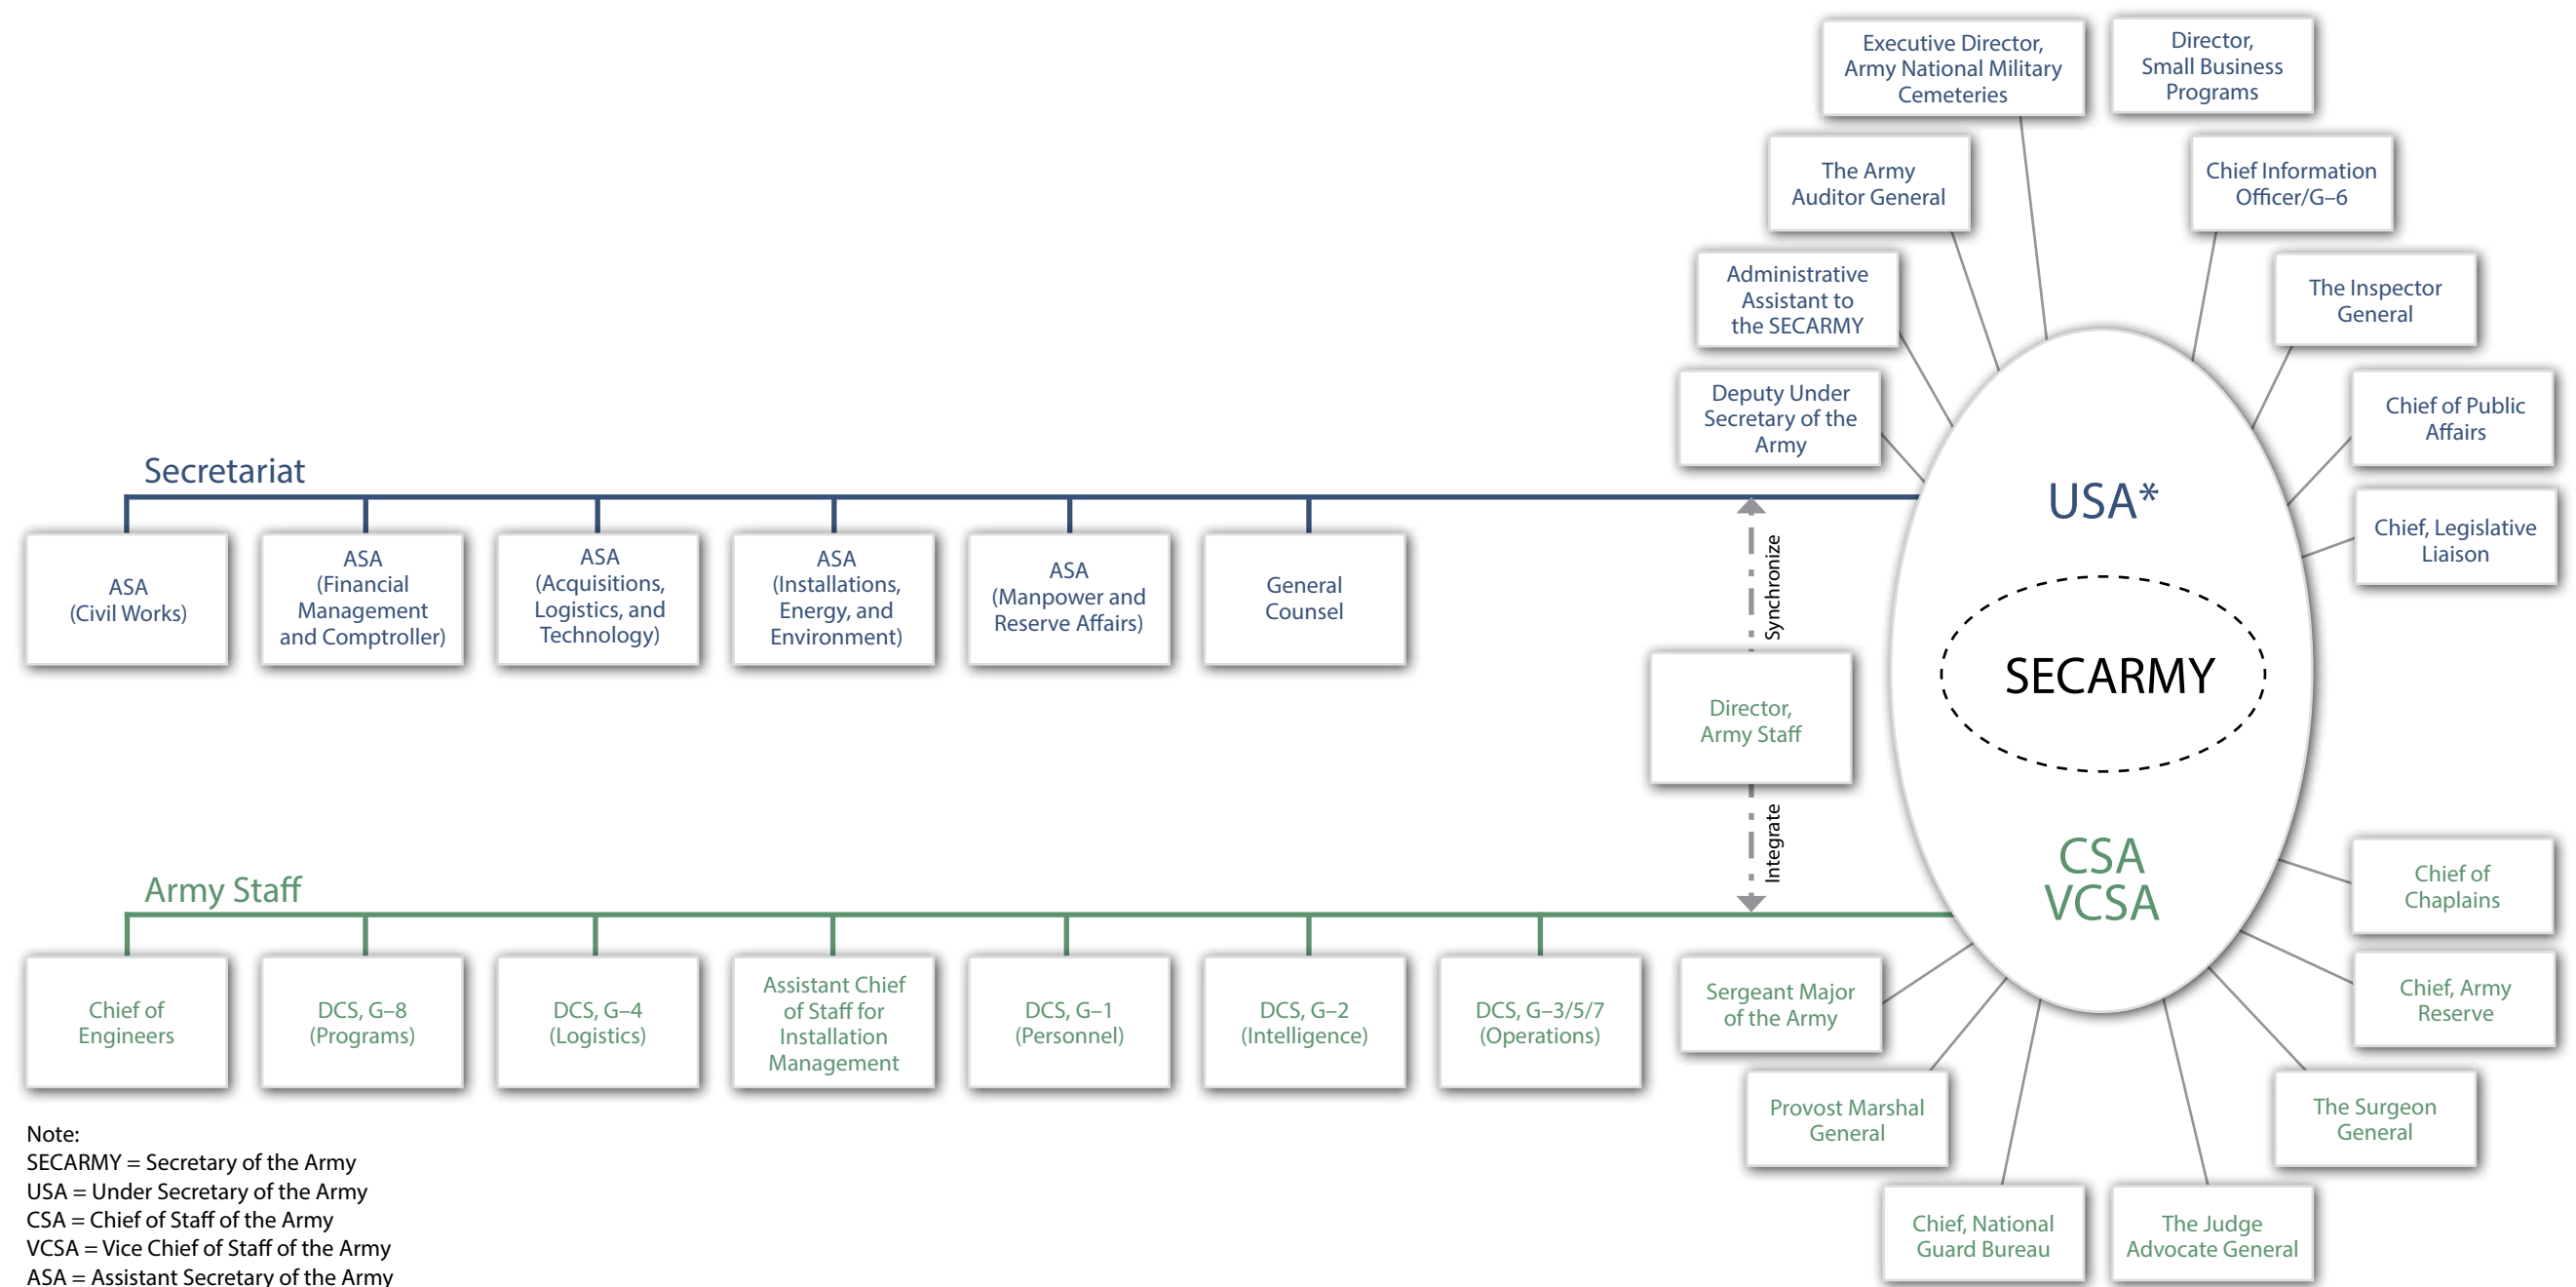 Executive Director,
Army National Military
Cemeteries
Director,
Small Business
Programs
The Army
Auditor General
Chief Information
Officer/G–6
Administrative
Assistant to
the SECARMY
The Inspector
General
Deputy Under
Secretary of the
Army
Chief of Public
Affairs
Chief, Legislative
Liaison
Secretariat
USA*
ASA
(Civil Works)
ASA
(Financial
Management
and Comptroller)
ASA
(Acquisitions,
Logistics, and
Technology)
ASA
(Installations,
Energy, and
Environment)
ASA
(Manpower and
Reserve Affairs)
General
Counsel
Synchronize
SECARMY
Director,
Army Staff
Integrate
CSA
VCSA
Army Staff
Chief of
Engineers
DCS, G–8
(Programs)
DCS, G–4
(Logistics)
Assistant Chief
of Staff for
Installation
Management
DCS, G–1
(Personnel)
DCS, G–2
(Intelligence)
DCS, G–3/5/7
(Operations)
Chief of
Chaplains
Sergeant Major
of the Army
Chief, Army
Reserve
Provost Marshal
General
The Surgeon
General
Chief, National
Guard Bureau
The Judge
Advocate General
Note:
SECARMY = Secretary of the Army
USA = Under Secretary of the Army
CSA = Chief of Staff of the Army
VCSA = Vice Chief of Staff of the Army
ASA = Assistant Secretary of the Army